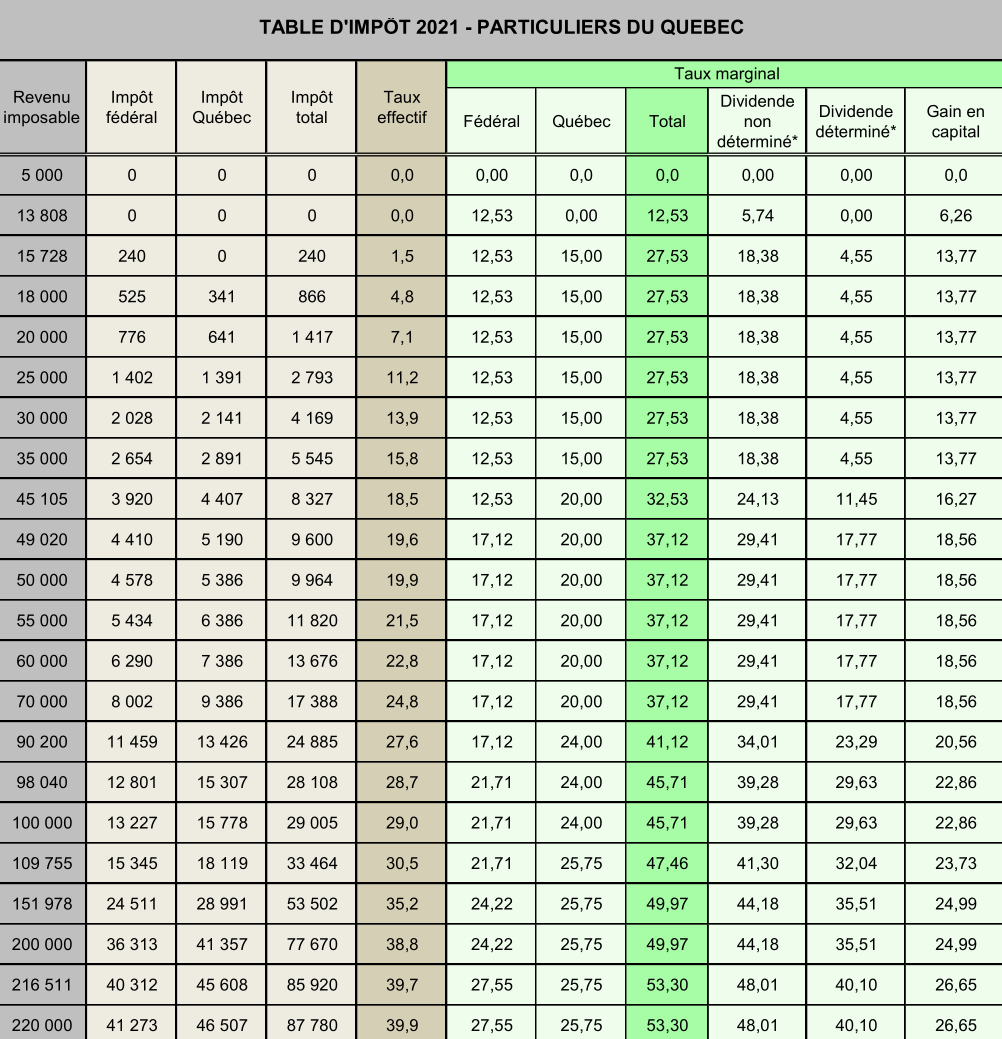 TABLE D'IMPÔT 2021 - PARTICULIERS DU QUEBEC
Taux marginal
Revenu imposable Impôt fédéral Impôt Québec Impôt total Taux effectif Fédéral Québec Total Dividende non déterminé* Dividende déterminé* Gain en capital
5 000 0 0 0 0,0 0,00 0,0 0,0 0,00 0,00 0,0
13 808 0 0 0 0,0 12,53 0,00 12,53 5,74 0,00 6,26
15 728 240 0 240 1,5 12,53 15,00 27,53 18,38 4,55 13,77
18 000 525 341 866 4,8 12,53 15,00 27,53 18,38 4,55 13,77
20 000 776 641 1 417 7,1 12,53 15,00 27,53 18,38 4,55 13,77
25 000 1 402 1 391 2 793 11,2 12,53 15,00 27,53 18,38 4,55 13,77
30 000 2 028 2 141 4 169 13,9 12,53 15,00 27,53 18,38 4,55 13,77
35 000 2 654 2 891 5 545 15,8 12,53 15,00 27,53 18,38 4,55 13,77
45 105 3 920 4 407 8 327 18,5 12,53 20,00 32,53 24,13 11,45 16,27
49 020 4 410 5 190 9 600 19,6 17,12 20,00 37,12 29,41 17,77 18,56
50 000 4 578 5 386 9 964 19,9 17,12 20,00 37,12 29,41 17,77 18,56
55 000 5 434 6 386 11 820 21,5 17,12 20,00 37,12 29,41 17,77 18,56
60 000 6 290 7 386 13 676 22,8 17,12 20,00 37,12 29,41 17,77 18,56
70 000 8 002 9 386 17 388 24,8 17,12 20,00 37,12 29,41 17,77 18,56
90 200 11 459 13 426 24 885 27,6 17,12 24,00 41,12 34,01 23,29 20,56
98 040 12 801 15 307 28 108 28,7 21,71 24,00 45,71 39,28 29,63 22,86
100 000 13 227 15 778 29 005 29,0 21,71 24,00 45,71 39,28 29,63 22,86
109 755 15 345 18 119 33 464 30,5 21,71 25,75 47,46 41,30 32,04 23,73
151 978 24 511 28 991 53 502 35,2 24,22 25,75 49,97 44,18 35,51 24,99
200 000 36 313 41 357 77 670 38,8 24,22 25,75 49,97 44,18 35,51 24,99
216 511 40 312 45 608 85 920 39,7 27,55 25,75 53,30 48,01 40,10 26,65
220 000 41 273 46 507 87 780 39,9 27,55 25,75 53,30 48,01 40,10 26,65